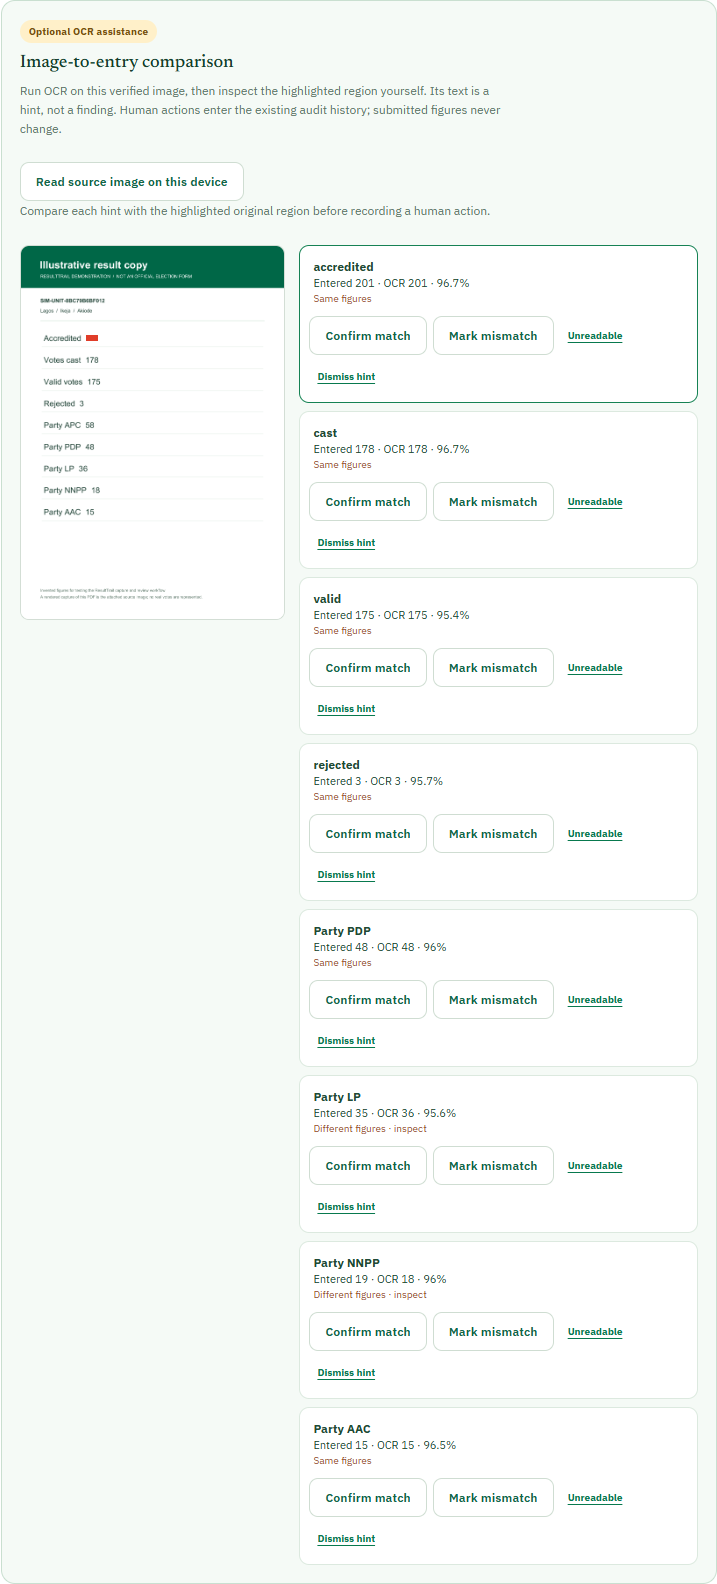 Optional OCR assistance
Image-to-entry comparison
Run OCR on this verified image, then inspect the highlighted region yourself. Its text is a
hint, not a finding. Human actions enter the existing audit history; submitted figures never
change.
Read source image on this device
Compare each hint with the highlighted original region before recording a human action.
Illustrative result copy
RESULTTRAIL DEMONSTRATION / NOT AN OFFICIAL ELECTION FORM
Lagos / Ikeja / Alausa
Accredited
Votes cast 178
Valid votes 175
Rejected 3
Party APC 58
Party PDP 48
Party LP 36
Party NNPP 18
Party AAC 15
accredited
Entered 201 · OCR 201 · 96.7%
Same figures
Confirm match
Mark mismatch
Unreadable
Dismiss hint
cast
Entered 178 · OCR 178 · 96.7%
Same figures
Confirm match
Mark mismatch
Unreadable
Dismiss hint
valid
Entered 175 · OCR 175 · 95.4%
Same figures
Confirm match
Mark mismatch
Unreadable
Dismiss hint
rejected
Entered 3 · OCR 3 · 95.7%
Same figures
Confirm match
Mark mismatch
Unreadable
Dismiss hint
Party PDP
Entered 48 · OCR 48 · 96%
Same figures
Confirm match
Mark mismatch
Unreadable
Dismiss hint
Party LP
Entered 35 · OCR 36 · 95.6%
Different figures · inspect
Confirm match
Mark mismatch
Unreadable
Dismiss hint
Party NNPP
Entered 19 · OCR 18 · 96%
Different figures · inspect
Confirm match
Mark mismatch
Unreadable
Dismiss hint
Party AAC
Entered 15 · OCR 15 · 96.5%
Same figures
Confirm match
Mark mismatch
Unreadable
Dismiss hint